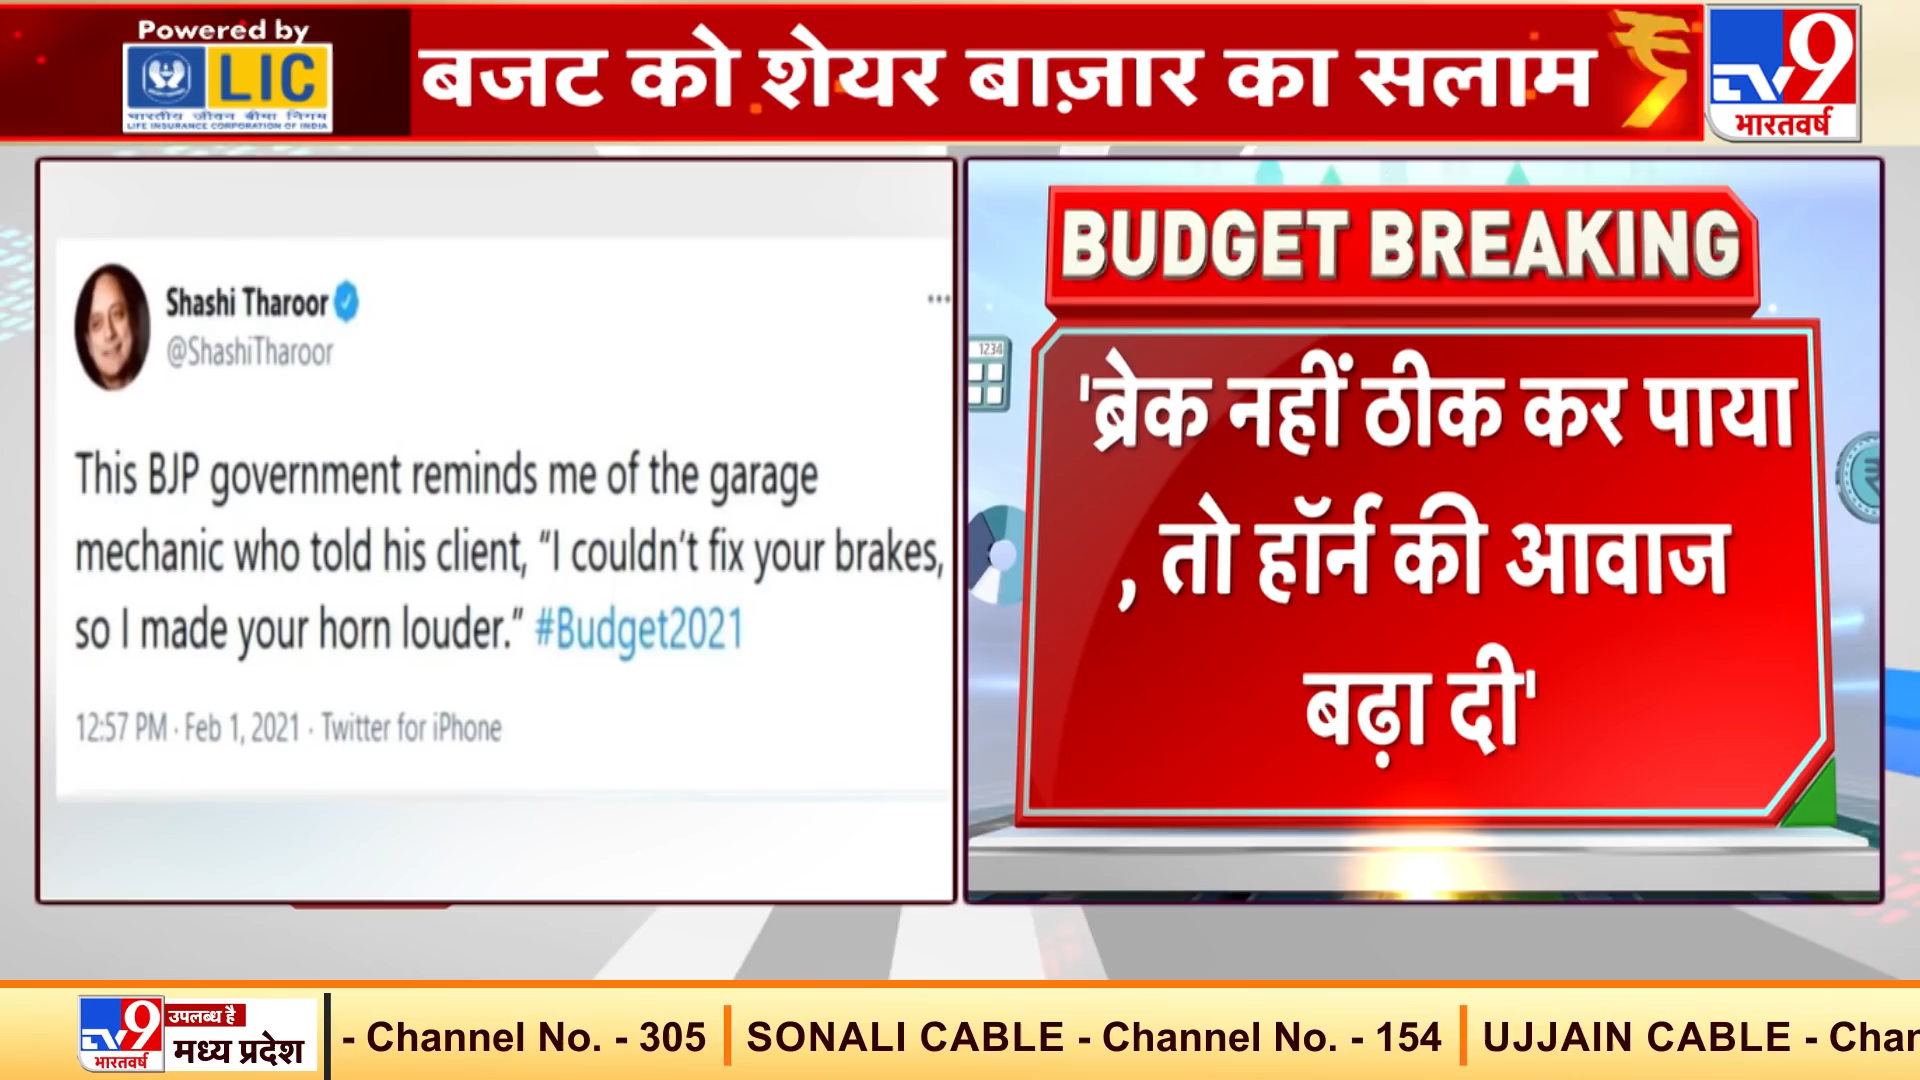 Powered by
LIC
भारतीय जीवन बीमा निगम
LIFE INSURANCE CORPORATION OF INDIA
बजट को शेयर बाज़ार का सलाम
TV9
भारतवर्ष
Shashi Tharoor
@ShashiTharoor
This BJP government reminds me of the garage
mechanic who told his client, “I couldn’t fix your brakes,
so I made your horn louder.” #Budget2021
12:57 PM · Feb 1, 2021 · Twitter for iPhone
BUDGET BREAKING
1234
'ब्रेक नहीं ठीक कर पाया
, तो हॉर्न की आवाज
बढ़ा दी'
TV9
भारतवर्ष
उपलब्ध है
मध्य प्रदेश
- Channel No. - 305 | SONALI CABLE - Channel No. - 154 | UJJAIN CABLE - Chan